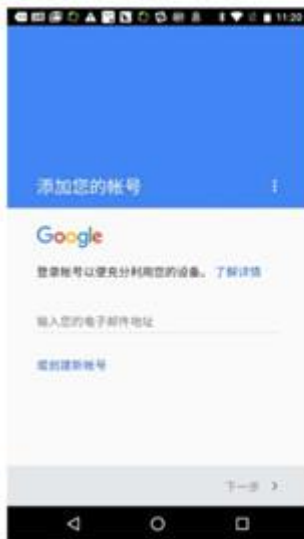 11:20
添加您的帐号
Google
登录帐号以便充分利用您的设备。 了解详情
输入您的电子邮件地址
或创建新帐号
下一步